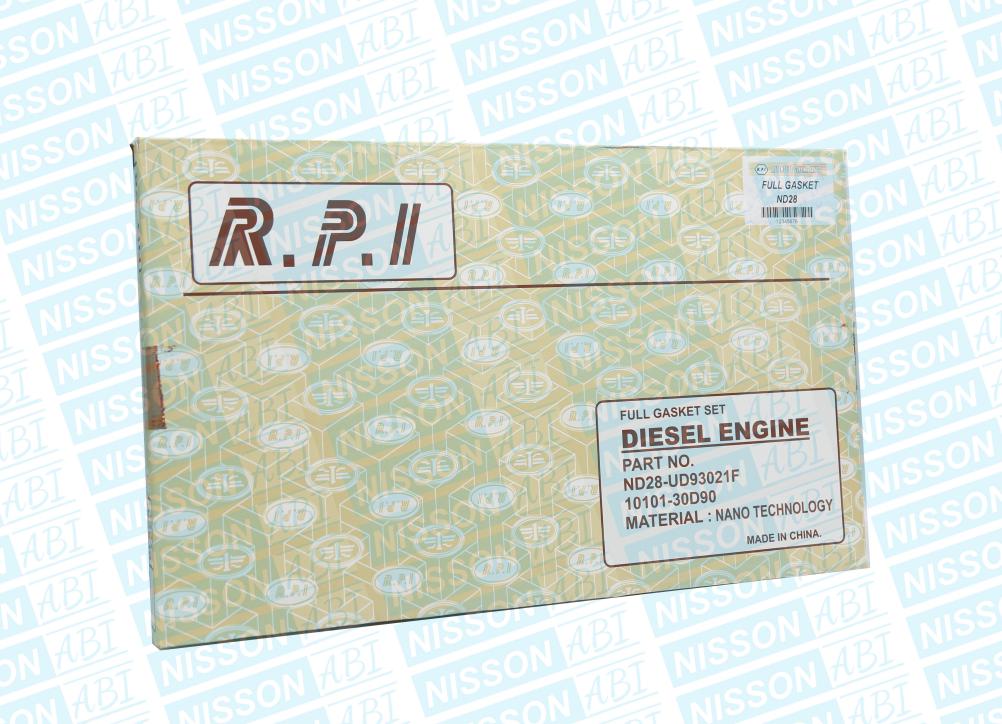 R.P.I
R.P.I
FULL GASKET
ND28
12345678
FULL GASKET SET
DIESEL ENGINE
PART NO.
ND28-UD93021F
10101-30D90
MATERIAL : NANO TECHNOLOGY
MADE IN CHINA.
NISSON ABI